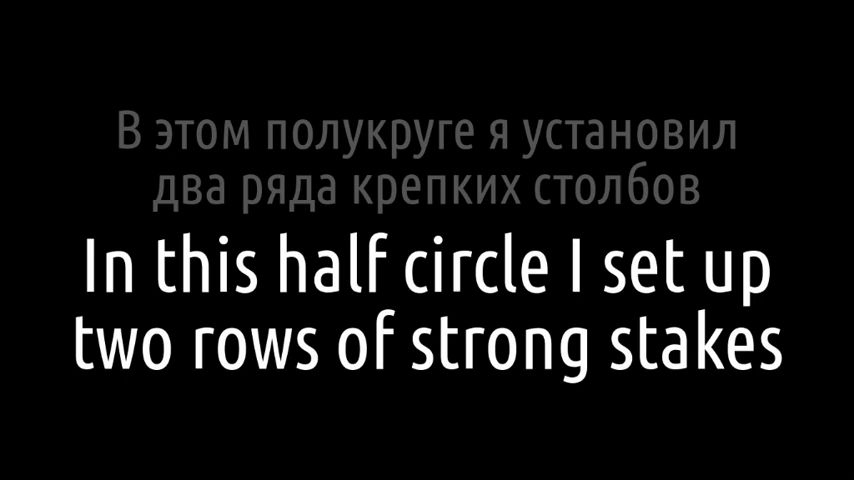 В этом полукруге я установил
два ряда крепких столбов
In this half circle I set up
two rows of strong stakes